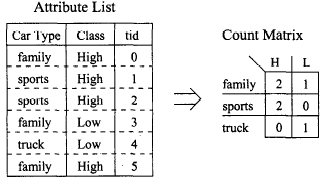 Attribute List
Car Type Class tid
family High 0
sports High 1
sports High 2
family Low 3
truck Low 4
family High 5
Count Matrix
H L
family 2 1
sports 2 0
truck 0 1